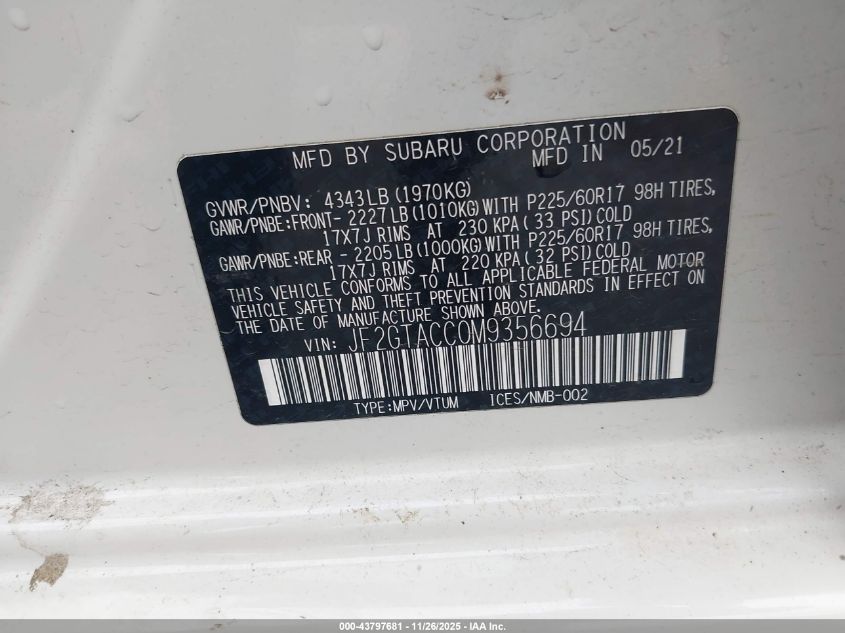 MFD BY SUBARU CORPORATION
MFD IN 05/21
GVWR/PNBV: 4343LB(1970KG)
GAWR/PNBE:FRONT- 2227LB(1010KG)WITH P225/60R17 98H TIRES,
17X7J RIMS AT 230 KPA(33 PSI)COLD
GAWR/PNBE:REAR - 2205LB(1000KG)WITH P225/60R17 98H TIRES,
17X7J RIMS AT 220 KPA(32 PSI)COLD
THIS VEHICLE CONFORMS TO ALL APPLICABLE FEDERAL MOTOR
VEHICLE SAFETY AND THEFT PREVENTION STANDARDS IN EFFECT ON
THE DATE OF MANUFACTURE SHOWN ABOVE.
VIN: JF2GTACC0M9356694
TYPE:MPV/VTUM ICES/NMB-002
000-43797681 - 11/26/2025 - IAA Inc.